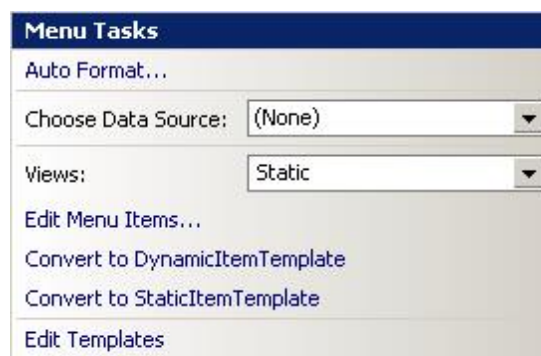 Menu Tasks
Auto Format...
Choose Data Source: (None)
Views: Static
Edit Menu Items...
Convert to DynamicItemTemplate
Convert to StaticItemTemplate
Edit Templates